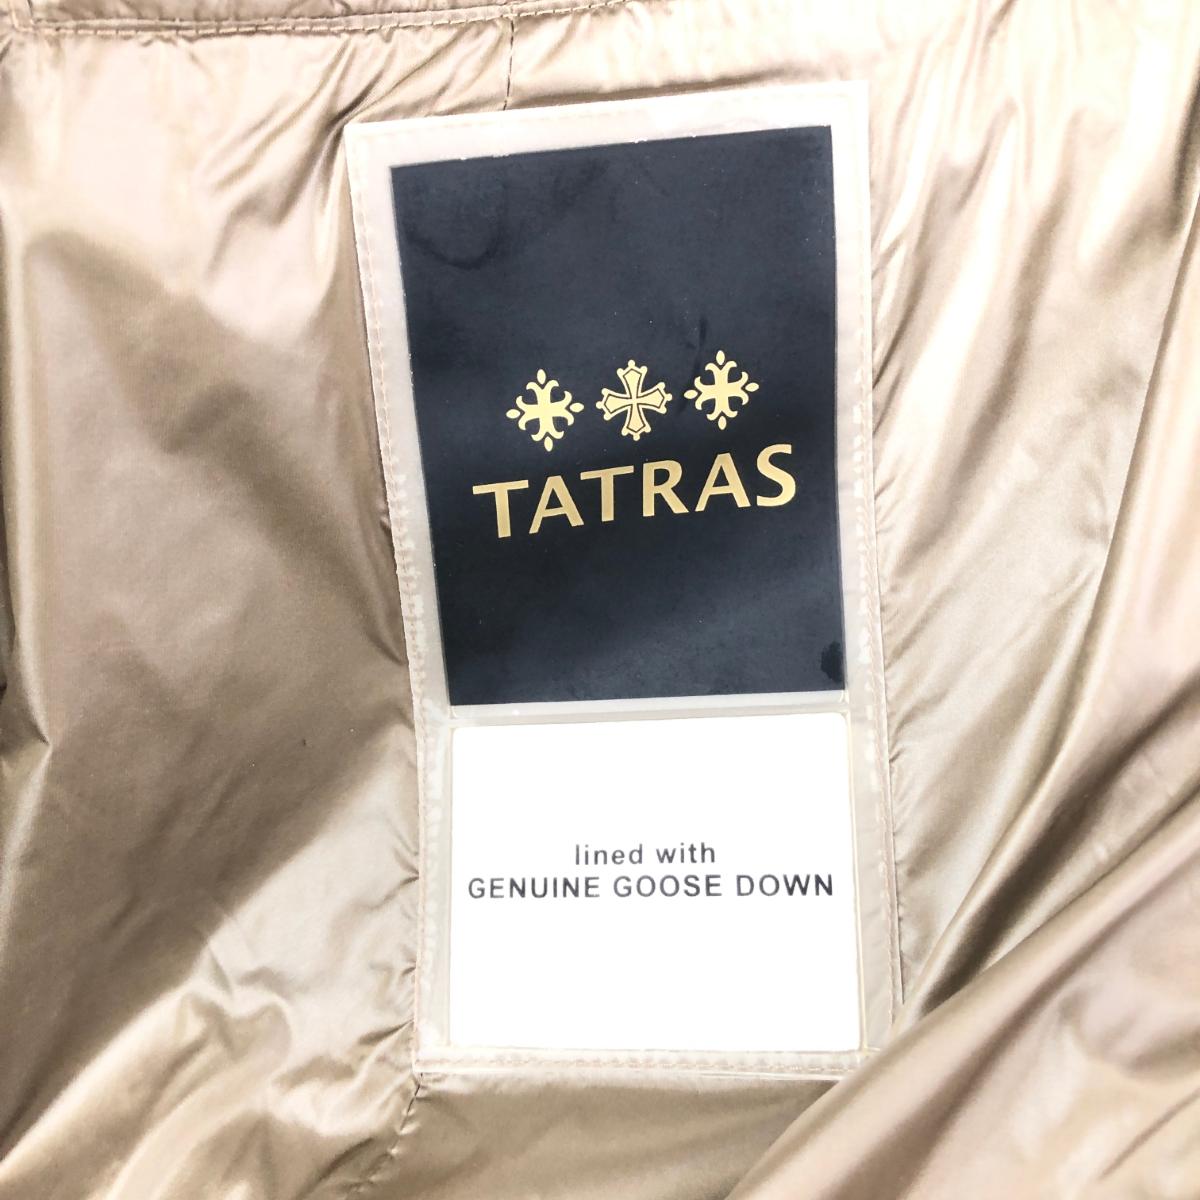 TATRAS
lined with
GENUINE GOOSE DOWN